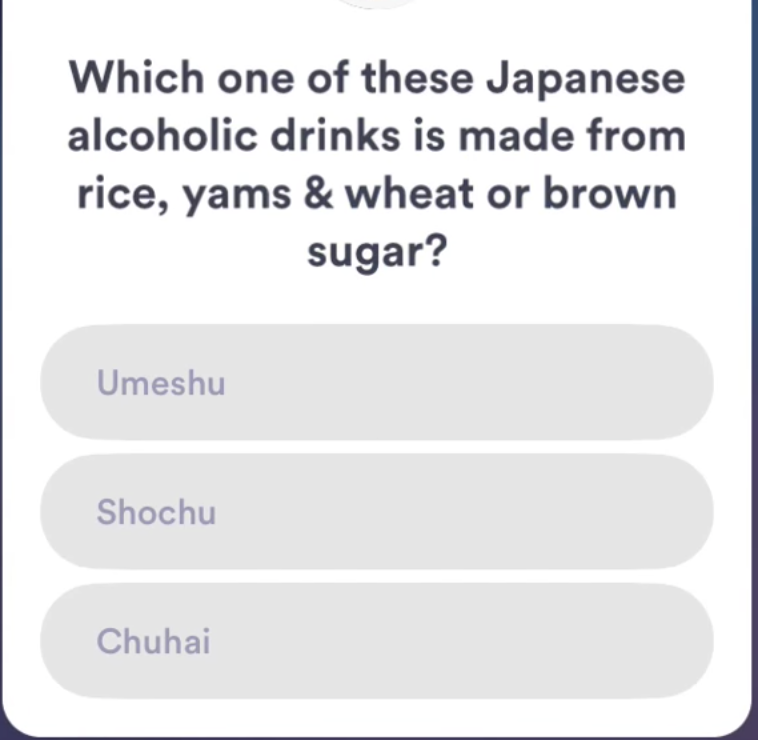 Which one of these Japanese
alcoholic drinks is made from
rice, yams & wheat or brown
sugar?
Umeshu
Shochu
Chuhai